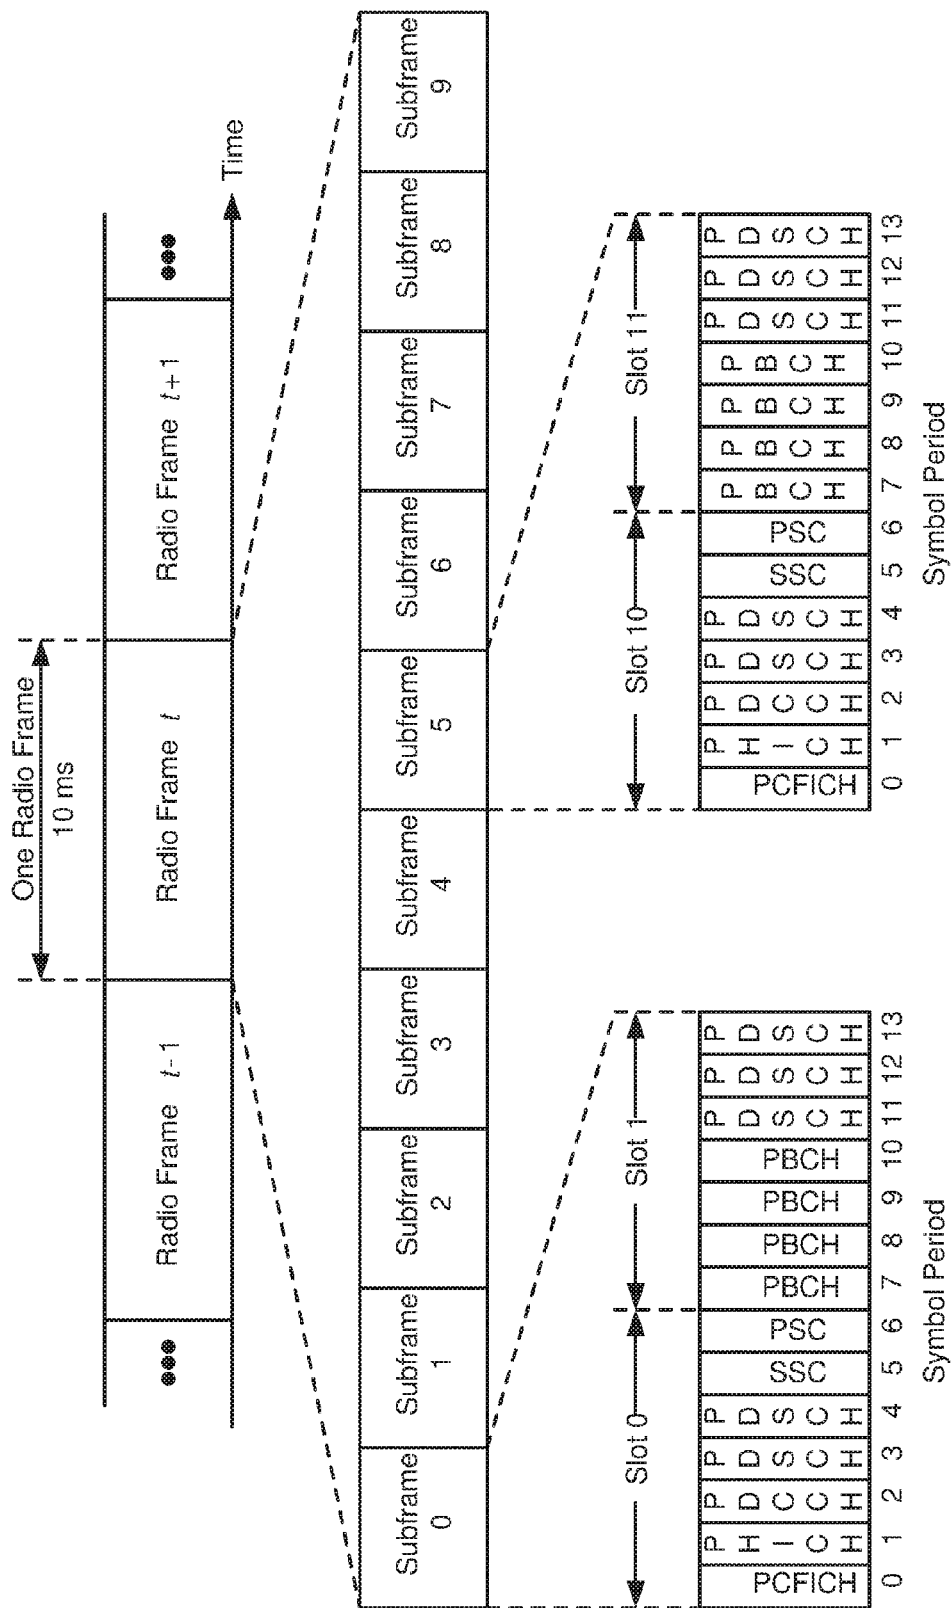 One Radio Frame
10 ms
Radio Frame t-1
Radio Frame t
Radio Frame t+1
Time
Subframe
0
Subframe
1
Subframe
2
Subframe
3
Subframe
4
Subframe
5
Subframe
6
Subframe
7
Subframe
8
Subframe
9
Slot 0
Slot 1
PCFICH
PHICH
PDCCH
PDSCH
PDSCH
SSC
PSC
PBCH
PBCH
PBCH
PBCH
PDSCH
PDSCH
PDSCH
0 1 2 3 4 5 6 7 8 9 10 11 12 13
Symbol Period
Slot 10
Slot 11
PCFICH
PHICH
PDCCH
PDSCH
PDSCH
SSC
PSC
PBCH
PBCH
PBCH
PBCH
PDSCH
PDSCH
PDSCH
0 1 2 3 4 5 6 7 8 9 10 11 12 13
Symbol Period